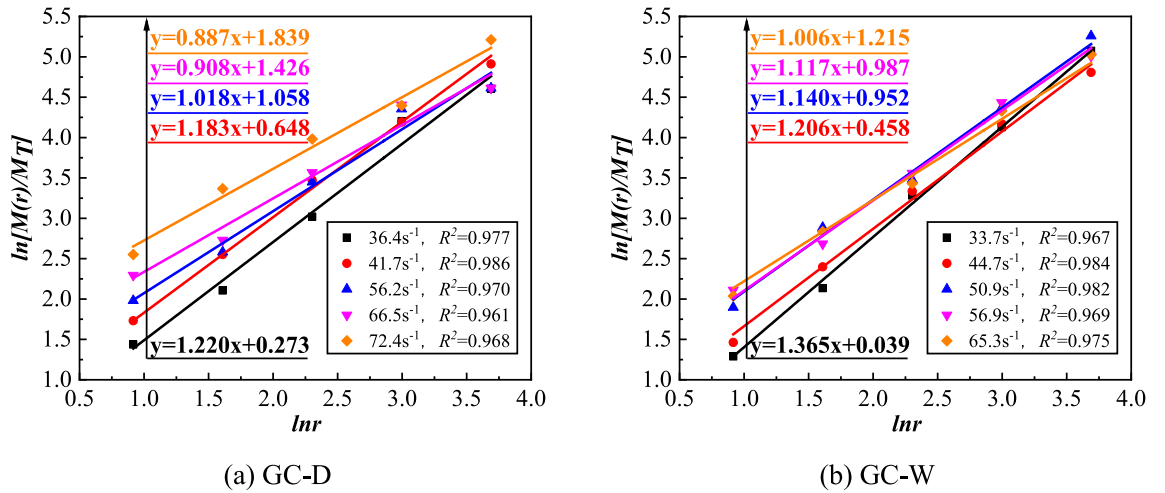 ln[M(r)/M_T]
5.5
5.0
4.5
4.0
3.5
3.0
2.5
2.0
1.5
1.0
y=0.887x+1.839
y=0.908x+1.426
y=1.018x+1.058
y=1.183x+0.648
36.4s⁻¹, R²=0.977
41.7s⁻¹, R²=0.986
56.2s⁻¹, R²=0.970
66.5s⁻¹, R²=0.961
72.4s⁻¹, R²=0.968
y=1.220x+0.273
0.5 1.0 1.5 2.0 2.5 3.0 3.5 4.0
lnr
(a) GC-D
ln[M(r)/M_T]
5.5
5.0
4.5
4.0
3.5
3.0
2.5
2.0
1.5
1.0
y=1.006x+1.215
y=1.117x+0.987
y=1.140x+0.952
y=1.206x+0.458
33.7s⁻¹, R²=0.967
44.7s⁻¹, R²=0.984
50.9s⁻¹, R²=0.982
56.9s⁻¹, R²=0.969
65.3s⁻¹, R²=0.975
y=1.365x+0.039
0.5 1.0 1.5 2.0 2.5 3.0 3.5 4.0
lnr
(b) GC-W